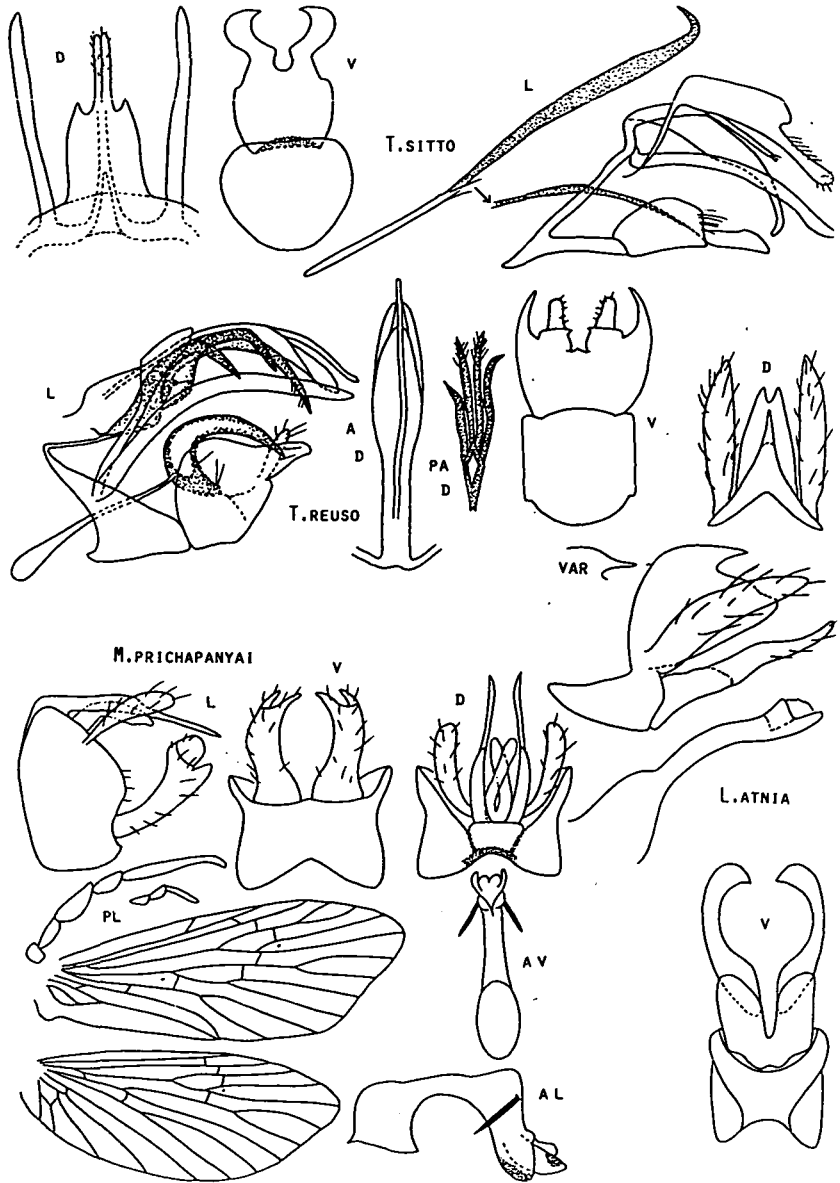 D
V
T.SITTO
L
L
A
D
PA
D
V
D
T.REUSO
VAR
M.PRICHAPANYAI
L
V
D
L.ATNIA
PL
AV
V
AL